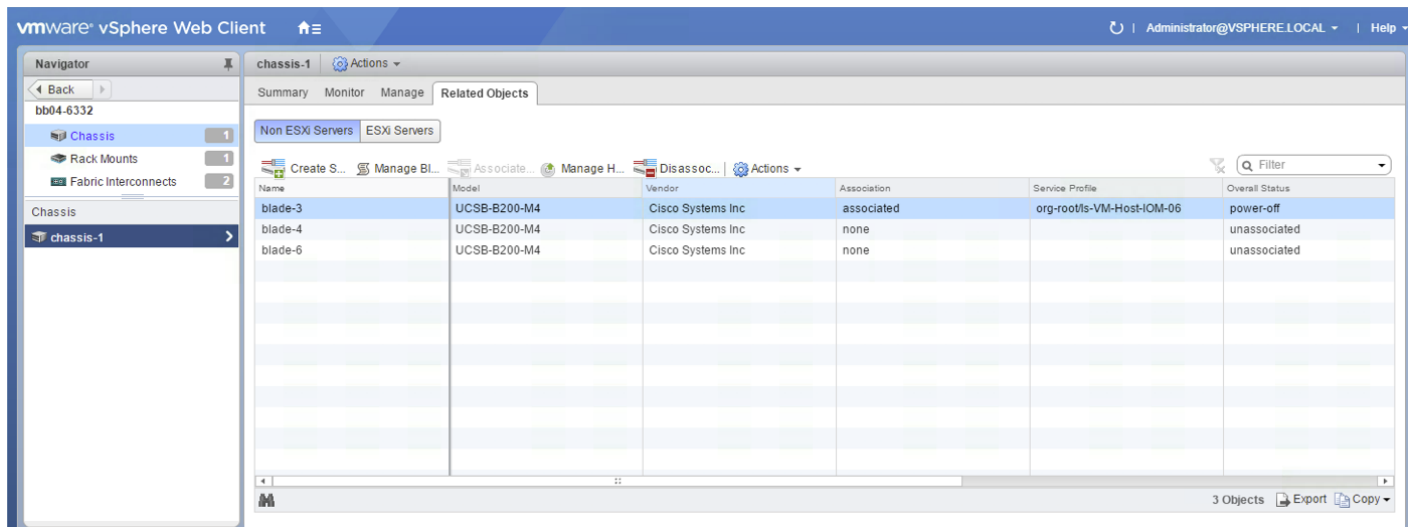 vmware® vSphere Web Client
Administrator@VSPHERE.LOCAL | Help
Navigator
Back
bb04-6332
Chassis 1
Rack Mounts 1
Fabric Interconnects 2
Chassis
chassis-1
chassis-1 Actions
Summary Monitor Manage Related Objects
Non ESXi Servers ESXi Servers
Create S... Manage Bl... Associate... Manage H... Disassoc... | Actions Filter
Name Model Vendor Association Service Profile Overall Status
blade-3 UCSB-B200-M4 Cisco Systems Inc associated org-root/ls-VM-Host-IOM-06 power-off
blade-4 UCSB-B200-M4 Cisco Systems Inc none unassociated
blade-6 UCSB-B200-M4 Cisco Systems Inc none unassociated
3 Objects Export Copy